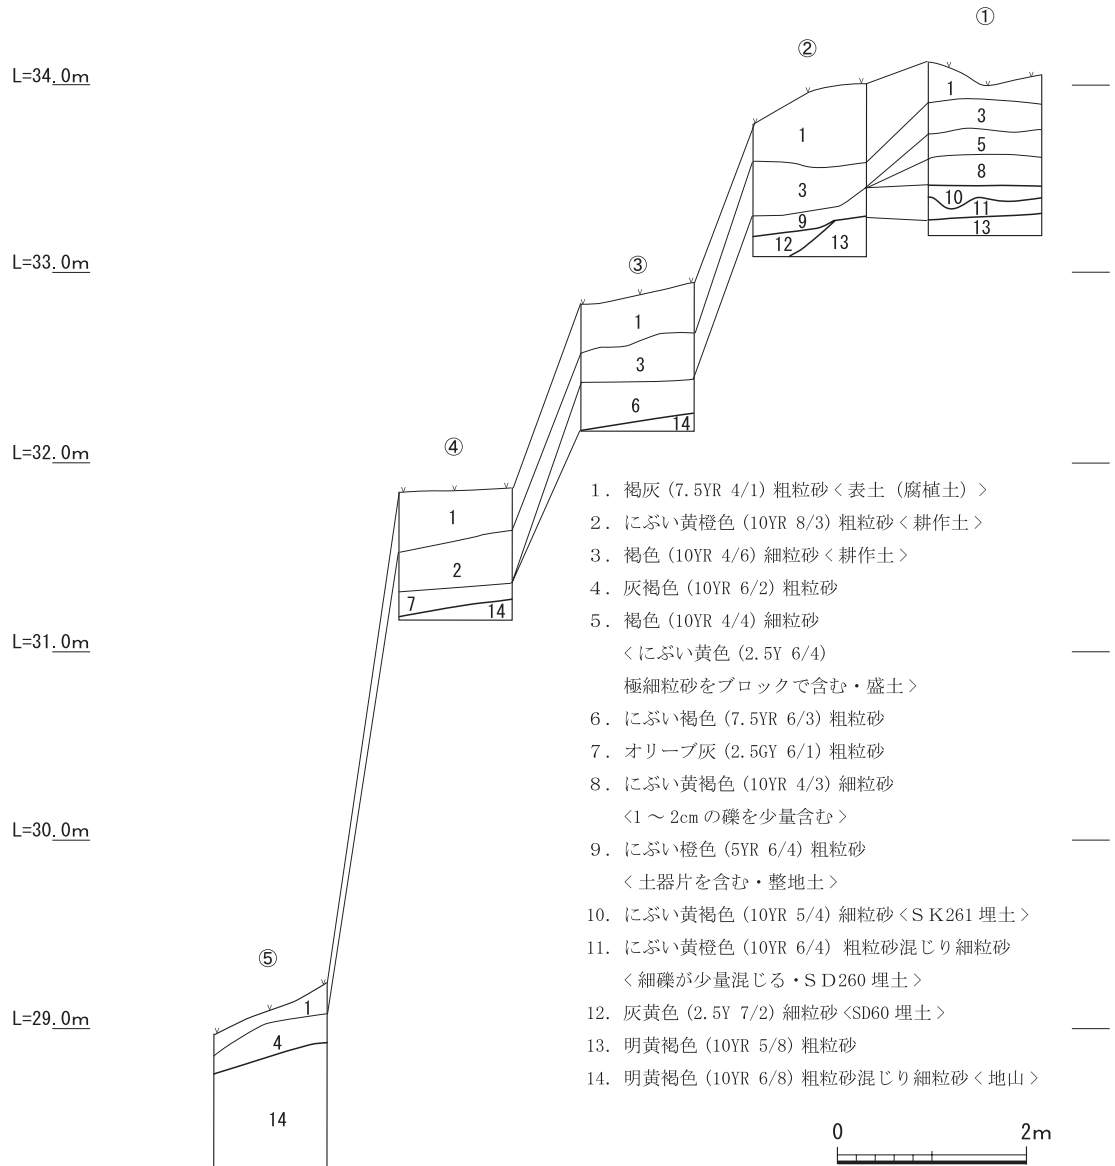 ①
②
L=34.0m
1
1
3
5
3
8
10
9
11
12
13
13
L=33.0m
③
1
3
6
14
L=32.0m
④
1
2
7
14
L=31.0m
1. 褐灰 (7.5YR 4/1) 粗粒砂〈 表土（腐植土）〉
2. にぶい黄橙色 (10YR 8/3) 粗粒砂〈 耕作土 〉
3. 褐色 (10YR 4/6) 細粒砂〈 耕作土 〉
4. 灰褐色 (10YR 6/2) 粗粒砂
5. 褐色 (10YR 4/4) 細粒砂
〈 にぶい黄色 (2.5Y 6/4)
極細粒砂をブロックで含む・盛土 〉
6. にぶい褐色 (7.5YR 6/3) 粗粒砂
7. オリーブ灰 (2.5GY 6/1) 粗粒砂
8. にぶい黄褐色 (10YR 4/3) 細粒砂
〈1 ～ 2cm の礫を少量含む 〉
9. にぶい橙色 (5YR 6/4) 粗粒砂
〈 土器片を含む・整地土 〉
10. にぶい黄褐色 (10YR 5/4) 細粒砂〈ＳＫ261 埋土 〉
11. にぶい黄橙色 (10YR 6/4) 粗粒砂混じり細粒砂
〈 細礫が少量混じる・ＳＤ260 埋土 〉
12. 灰黄色 (2.5Y 7/2) 細粒砂〈SD60 埋土 〉
13. 明黄褐色 (10YR 5/8) 粗粒砂
14. 明黄褐色 (10YR 6/8) 粗粒砂混じり細粒砂〈 地山 〉
L=30.0m
⑤
1
L=29.0m
4
14
0 2m